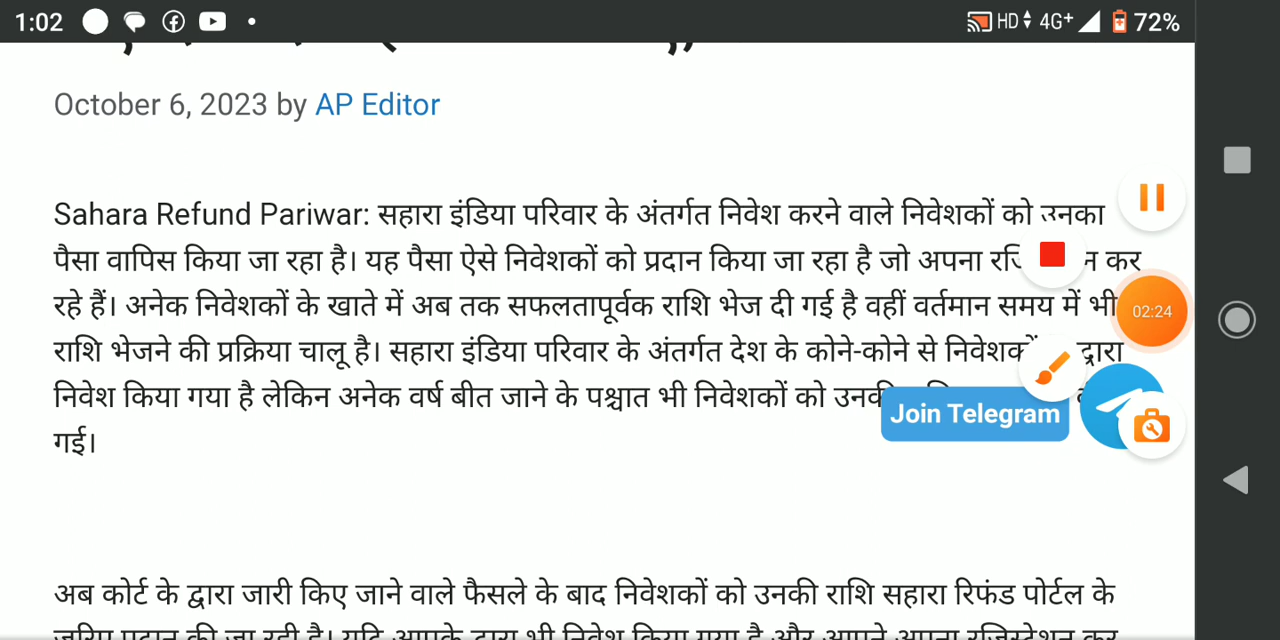 1:02 HD 4G+ 72%
October 6, 2023 by AP Editor
Sahara Refund Pariwar: सहारा इंडिया परिवार के अंतर्गत निवेश करने वाले निवेशकों को उनका
पैसा वापिस किया जा रहा है। यह पैसा ऐसे निवेशकों को प्रदान किया जा रहा है जो अपना कर
रहे हैं। अनेक निवेशकों के खाते में अब तक सफलतापूर्वक राशि भेज दी गई है वहीं वर्तमान समय में भी
02:24
राशि भेजने की प्रक्रिया चालू है। सहारा इंडिया परिवार के अंतर्गत देश के कोने-कोने से निवेशकों द्वारा
निवेश किया गया है लेकिन अनेक वर्ष बीत जाने के पश्चात भी निवेशकों को
Join Telegram
गई।
अब कोर्ट के द्वारा जारी किए जाने वाले फैसले के बाद निवेशकों को उनकी राशि सहारा रिफंड पोर्टल के